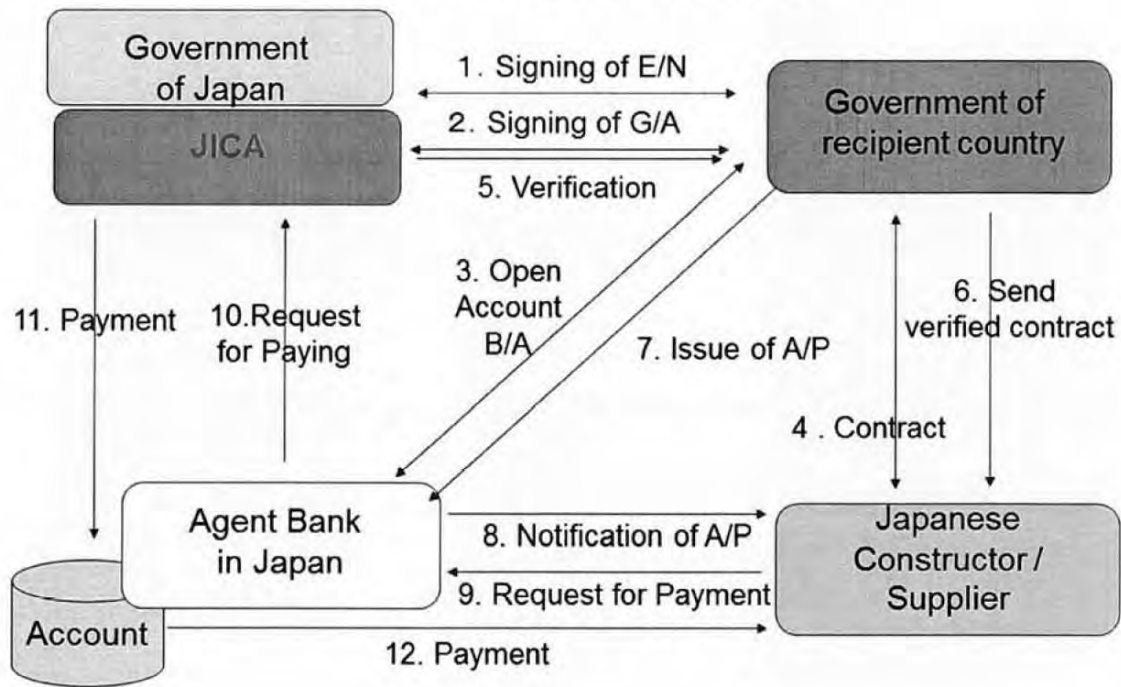 Government
of Japan
JICA
1. Signing of E/N
2. Signing of G/A
5. Verification
Government of
recipient country
3. Open
Account
B/A
7. Issue of A/P
6. Send
verified contract
4 . Contract
11. Payment
10.Request
for Paying
Agent Bank
in Japan
8. Notification of A/P
9. Request for Payment
Japanese
Constructor /
Supplier
Account
12. Payment